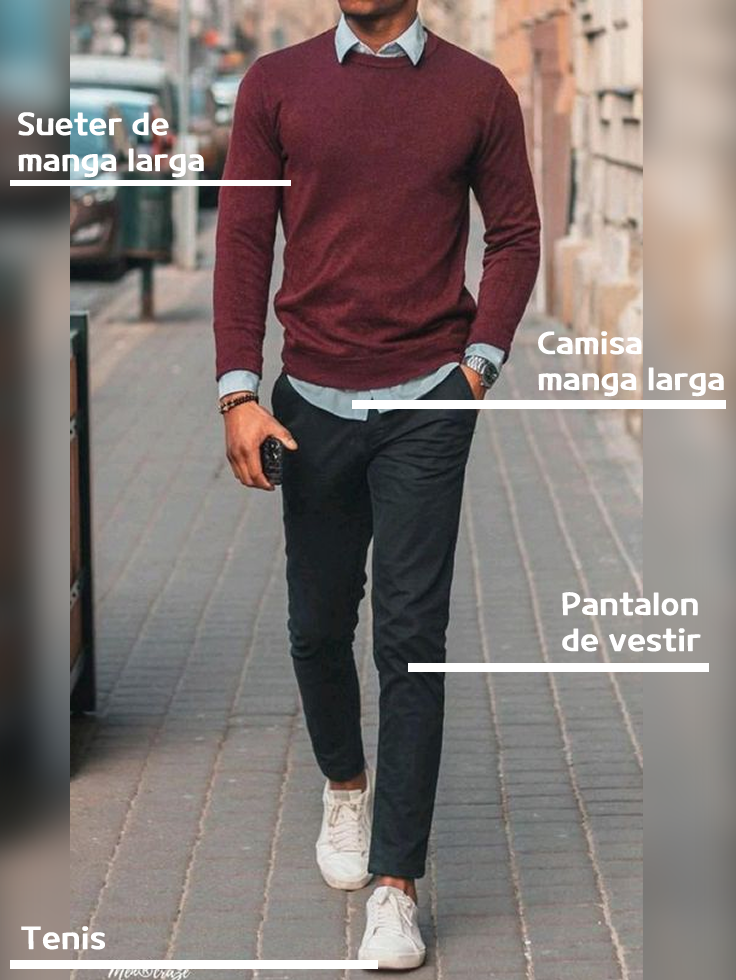 Sueter de
manga larga
Camisa
manga larga
Pantalon
de vestir
Tenis